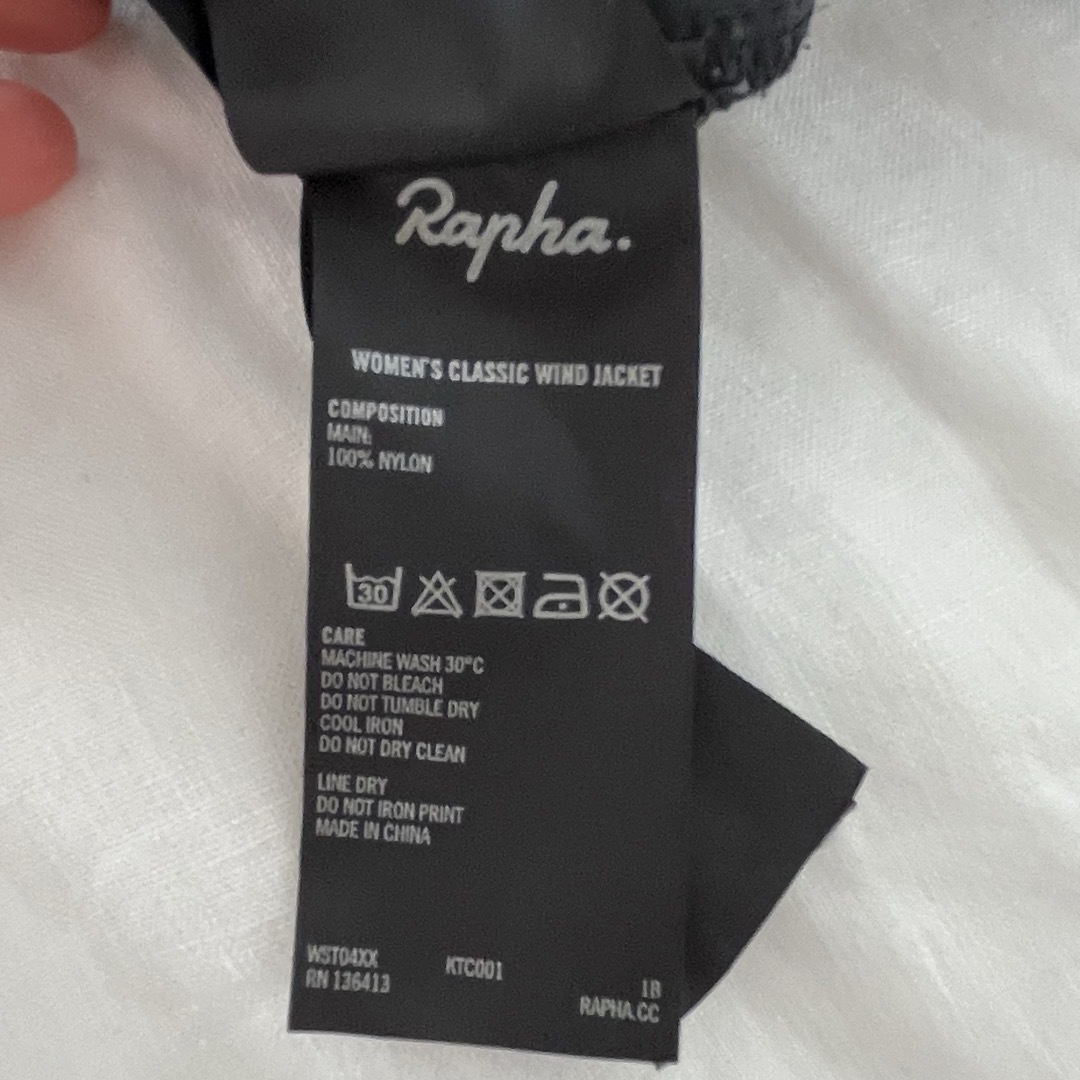 Rapha.
WOMEN'S CLASSIC WIND JACKET
COMPOSITION
MAIN:
100% NYLON
30
CARE
MACHINE WASH 30°C
DO NOT BLEACH
DO NOT TUMBLE DRY
COOL IRON
DO NOT DRY CLEAN
LINE DRY
DO NOT IRON PRINT
MADE IN CHINA
WST04XX KTC001
RN 136413 1B
RAPHA.CC